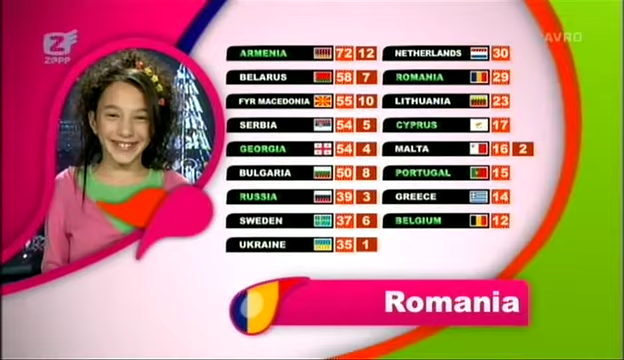 Z
ZAPP
AVRO
ARMENIA 72 12
BELARUS 58 7
FYR MACEDONIA 55 10
SERBIA 54 5
GEORGIA 54 4
BULGARIA 50 8
RUSSIA 39 3
SWEDEN 37 6
UKRAINE 35 1
NETHERLANDS 30
ROMANIA 29
LITHUANIA 23
CYPRUS 17
MALTA 16 2
PORTUGAL 15
GREECE 14
BELGIUM 12
Romania